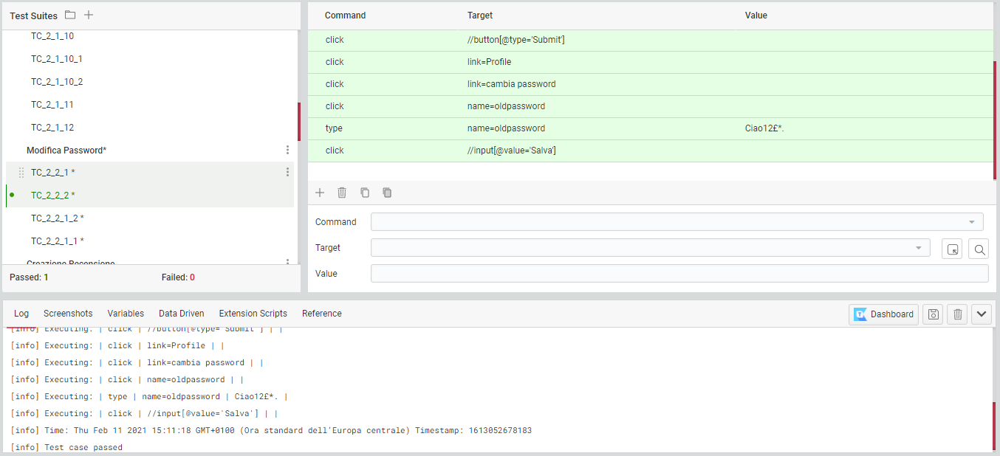 Test Suites
TC_2_1_10
TC_2_1_10_1
TC_2_1_10_2
TC_2_1_11
TC_2_1_12
Modifica Password*
TC_2_2_1 *
TC_2_2_2 *
TC_2_2_1_2 *
TC_2_2_1_1 *
Creazione Recensione
Passed: 1 Failed: 0
Command Target Value
click //button[@type='Submit']
click link=Profile
click link=cambia password
click name=oldpassword
type name=oldpassword Ciao12£*.
click //input[@value='Salva']
Command
Target
Value
Log Screenshots Variables Data Driven Extension Scripts Reference Dashboard
[info] Executing: | click | //button[@type='Submit'] | |
[info] Executing: | click | link=Profile | |
[info] Executing: | click | link=cambia password | |
[info] Executing: | click | name=oldpassword | |
[info] Executing: | type | name=oldpassword | Ciao12£*. |
[info] Executing: | click | //input[@value='Salva'] | |
[info] Time: Thu Feb 11 2021 15:11:18 GMT+0100 (Ora standard dell'Europa centrale) Timestamp: 1613052678183
[info] Test case passed